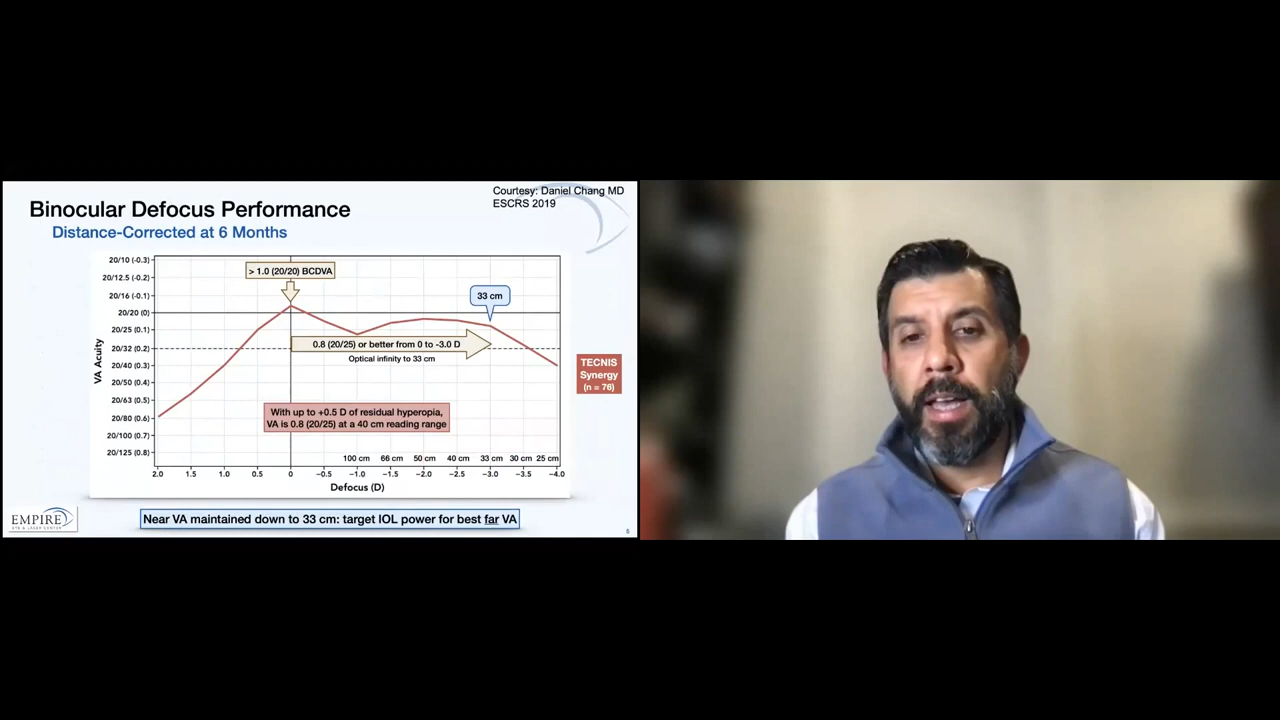 Courtesy: Daniel Chang MD
ESCRS 2019
Binocular Defocus Performance
Distance-Corrected at 6 Months
20/10 (-0.3)
20/12.5 (-0.2)
20/16 (-0.1)
20/20 (0)
20/25 (0.1)
20/32 (0.2)
20/40 (0.3)
20/50 (0.4)
20/63 (0.5)
20/80 (0.6)
20/100 (0.7)
20/125 (0.8)
VA Acuity
> 1.0 (20/20) BCDVA
33 cm
0.8 (20/25) or better from 0 to -3.0 D
Optical infinity to 33 cm
TECNIS
Synergy
(n = 76)
With up to +0.5 D of residual hyperopia,
VA is 0.8 (20/25) at a 40 cm reading range
100 cm 66 cm 50 cm 40 cm 33 cm 30 cm 25 cm
2.0 1.5 1.0 0.5 0 −0.5 −1.0 −1.5 −2.0 −2.5 −3.0 −3.5 −4.0
Defocus (D)
EMPIRE
EYE & LASER CENTER
Near VA maintained down to 33 cm: target IOL power for best far VA